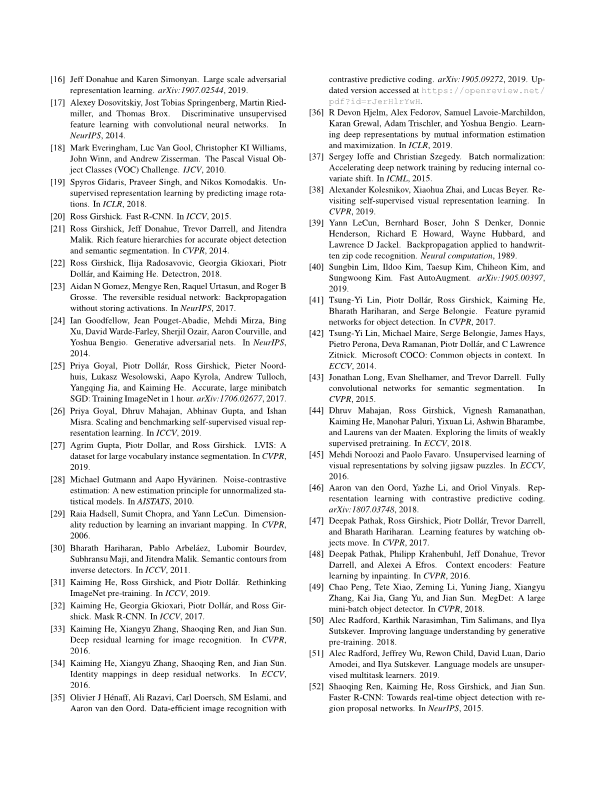 [16] Jeff Donahue and Karen Simonyan. Large scale adversarial
representation learning. arXiv:1907.02544, 2019.
[17] Alexey Dosovitskiy, Jost Tobias Springenberg, Martin Ried-
miller, and Thomas Brox. Discriminative unsupervised
feature learning with convolutional neural networks. In
NeurIPS, 2014.
[18] Mark Everingham, Luc Van Gool, Christopher KI Williams,
John Winn, and Andrew Zisserman. The Pascal Visual Ob-
ject Classes (VOC) Challenge. IJCV, 2010.
[19] Spyros Gidaris, Praveer Singh, and Nikos Komodakis. Un-
supervised representation learning by predicting image rota-
tions. In ICLR, 2018.
[20] Ross Girshick. Fast R-CNN. In ICCV, 2015.
[21] Ross Girshick, Jeff Donahue, Trevor Darrell, and Jitendra
Malik. Rich feature hierarchies for accurate object detection
and semantic segmentation. In CVPR, 2014.
[22] Ross Girshick, Ilija Radosavovic, Georgia Gkioxari, Piotr
Dollár, and Kaiming He. Detectron, 2018.
[23] Aidan N Gomez, Mengye Ren, Raquel Urtasun, and Roger B
Grosse. The reversible residual network: Backpropagation
without storing activations. In NeurIPS, 2017.
[24] Ian Goodfellow, Jean Pouget-Abadie, Mehdi Mirza, Bing
Xu, David Warde-Farley, Sherjil Ozair, Aaron Courville, and
Yoshua Bengio. Generative adversarial nets. In NeurIPS,
2014.
[25] Priya Goyal, Piotr Dollár, Ross Girshick, Pieter Noord-
huis, Lukasz Wesolowski, Aapo Kyrola, Andrew Tulloch,
Yangqing Jia, and Kaiming He. Accurate, large minibatch
SGD: Training ImageNet in 1 hour. arXiv:1706.02677, 2017.
[26] Priya Goyal, Dhruv Mahajan, Abhinav Gupta, and Ishan
Misra. Scaling and benchmarking self-supervised visual rep-
resentation learning. In ICCV, 2019.
[27] Agrim Gupta, Piotr Dollar, and Ross Girshick. LVIS: A
dataset for large vocabulary instance segmentation. In CVPR,
2019.
[28] Michael Gutmann and Aapo Hyvärinen. Noise-contrastive
estimation: A new estimation principle for unnormalized sta-
tistical models. In AISTATS, 2010.
[29] Raia Hadsell, Sumit Chopra, and Yann LeCun. Dimension-
ality reduction by learning an invariant mapping. In CVPR,
2006.
[30] Bharath Hariharan, Pablo Arbeláez, Lubomir Bourdev,
Subhransu Maji, and Jitendra Malik. Semantic contours from
inverse detectors. In ICCV, 2011.
[31] Kaiming He, Ross Girshick, and Piotr Dollár. Rethinking
ImageNet pre-training. In ICCV, 2019.
[32] Kaiming He, Georgia Gkioxari, Piotr Dollár, and Ross Gir-
shick. Mask R-CNN. In ICCV, 2017.
[33] Kaiming He, Xiangyu Zhang, Shaoqing Ren, and Jian Sun.
Deep residual learning for image recognition. In CVPR,
2016.
[34] Kaiming He, Xiangyu Zhang, Shaoqing Ren, and Jian Sun.
Identity mappings in deep residual networks. In ECCV,
2016.
[35] Olivier J Hénaff, Ali Razavi, Carl Doersch, SM Eslami, and
Aaron van den Oord. Data-efficient image recognition with
contrastive predictive coding. arXiv:1905.09272, 2019. Up-
dated version accessed at https://openreview.net/
pdf?id=rJerHlrYwH.
[36] R Devon Hjelm, Alex Fedorov, Samuel Lavoie-Marchildon,
Karan Grewal, Adam Trischler, and Yoshua Bengio. Learn-
ing deep representations by mutual information estimation
and maximization. In ICLR, 2019.
[37] Sergey Ioffe and Christian Szegedy. Batch normalization:
Accelerating deep network training by reducing internal co-
variate shift. In ICML, 2015.
[38] Alexander Kolesnikov, Xiaohua Zhai, and Lucas Beyer. Re-
visiting self-supervised visual representation learning. In
CVPR, 2019.
[39] Yann LeCun, Bernhard Boser, John S Denker, Donnie
Henderson, Richard E Howard, Wayne Hubbard, and
Lawrence D Jackel. Backpropagation applied to handwrit-
ten zip code recognition. Neural computation, 1989.
[40] Sungbin Lim, Ildoo Kim, Taesup Kim, Chiheon Kim, and
Sungwoong Kim. Fast AutoAugment. arXiv:1905.00397,
2019.
[41] Tsung-Yi Lin, Piotr Dollár, Ross Girshick, Kaiming He,
Bharath Hariharan, and Serge Belongie. Feature pyramid
networks for object detection. In CVPR, 2017.
[42] Tsung-Yi Lin, Michael Maire, Serge Belongie, James Hays,
Pietro Perona, Deva Ramanan, Piotr Dollár, and C Lawrence
Zitnick. Microsoft COCO: Common objects in context. In
ECCV, 2014.
[43] Jonathan Long, Evan Shelhamer, and Trevor Darrell. Fully
convolutional networks for semantic segmentation. In
CVPR, 2015.
[44] Dhruv Mahajan, Ross Girshick, Vignesh Ramanathan,
Kaiming He, Manohar Paluri, Yixuan Li, Ashwin Bharambe,
and Laurens van der Maaten. Exploring the limits of weakly
supervised pretraining. In ECCV, 2018.
[45] Mehdi Noroozi and Paolo Favaro. Unsupervised learning of
visual representations by solving jigsaw puzzles. In ECCV,
2016.
[46] Aaron van den Oord, Yazhe Li, and Oriol Vinyals. Rep-
resentation learning with contrastive predictive coding.
arXiv:1807.03748, 2018.
[47] Deepak Pathak, Ross Girshick, Piotr Dollár, Trevor Darrell,
and Bharath Hariharan. Learning features by watching ob-
jects move. In CVPR, 2017.
[48] Deepak Pathak, Philipp Krahenbuhl, Jeff Donahue, Trevor
Darrell, and Alexei A Efros. Context encoders: Feature
learning by inpainting. In CVPR, 2016.
[49] Chao Peng, Tete Xiao, Zeming Li, Yuning Jiang, Xiangyu
Zhang, Kai Jia, Gang Yu, and Jian Sun. MegDet: A large
mini-batch object detector. In CVPR, 2018.
[50] Alec Radford, Karthik Narasimhan, Tim Salimans, and Ilya
Sutskever. Improving language understanding by generative
pre-training. 2018.
[51] Alec Radford, Jeffrey Wu, Rewon Child, David Luan, Dario
Amodei, and Ilya Sutskever. Language models are unsuper-
vised multitask learners. 2019.
[52] Shaoqing Ren, Kaiming He, Ross Girshick, and Jian Sun.
Faster R-CNN: Towards real-time object detection with re-
gion proposal networks. In NeurIPS, 2015.